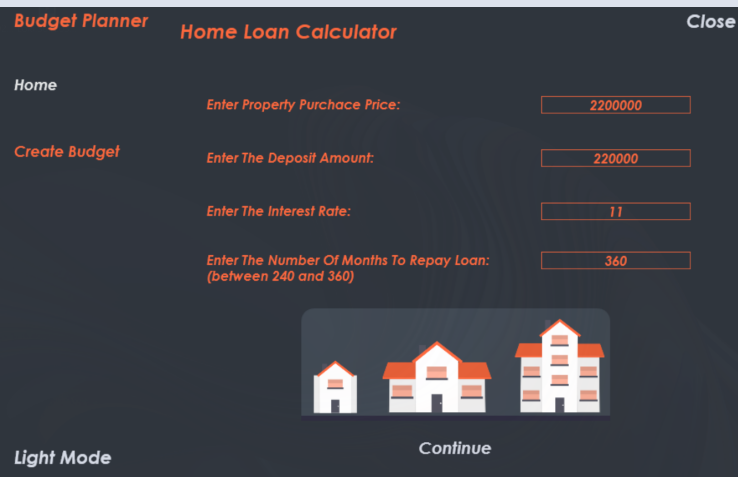 Budget Planner
Home Loan Calculator
Close
Home
Enter Property Purchace Price:
2200000
Create Budget
Enter The Deposit Amount:
220000
Enter The Interest Rate:
11
Enter The Number Of Months To Repay Loan:
(between 240 and 360)
360
Continue
Light Mode